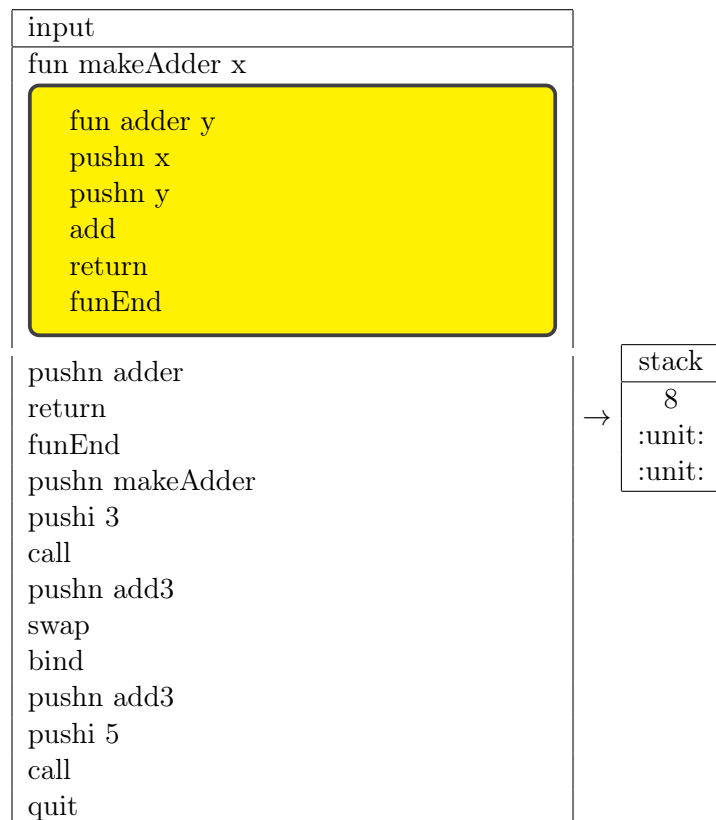 input
fun makeAdder x
fun adder y
pushn x
pushn y
add
return
funEnd
pushn adder
return
funEnd
pushn makeAdder
pushi 3
call
pushn add3
swap
bind
pushn add3
pushi 5
call
quit
→
stack
8
:unit:
:unit: